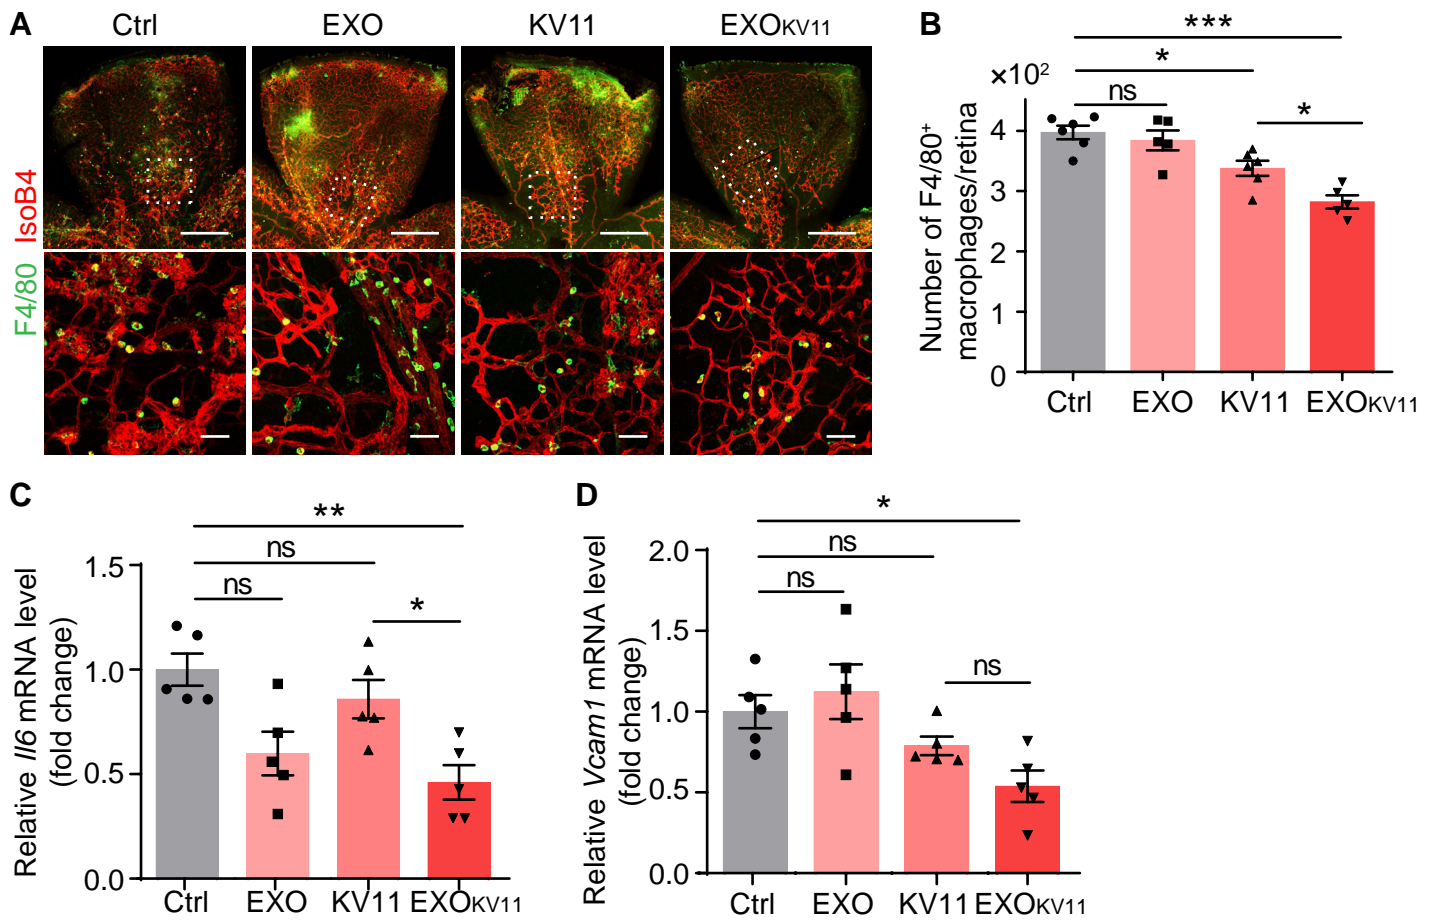 A
Ctrl
EXO
KV11
EXOKV11
F4/80 IsoB4
B
***
*
ns
*
×10²
Number of F4/80⁺
macrophages/retina
4
3
2
1
0
Ctrl
EXO
KV11
EXOKV11
C
**
ns
ns
*
Relative Il6 mRNA level
(fold change)
1.5
1.0
0.5
0.0
Ctrl
EXO
KV11
EXOKV11
D
*
ns
ns
ns
Relative Vcam1 mRNA level
(fold change)
2.0
1.5
1.0
0.5
0.0
Ctrl
EXO
KV11
EXOKV11